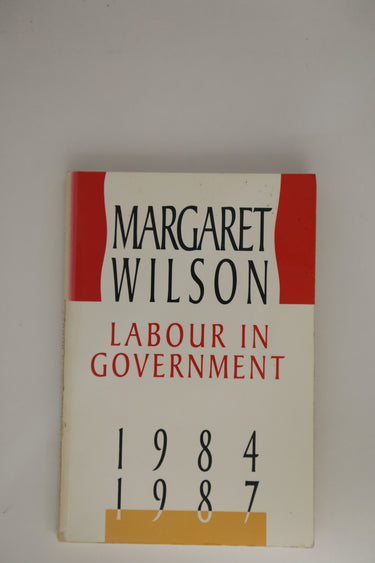 MARGARET
WILSON
LABOUR IN
GOVERNMENT
1984
1987